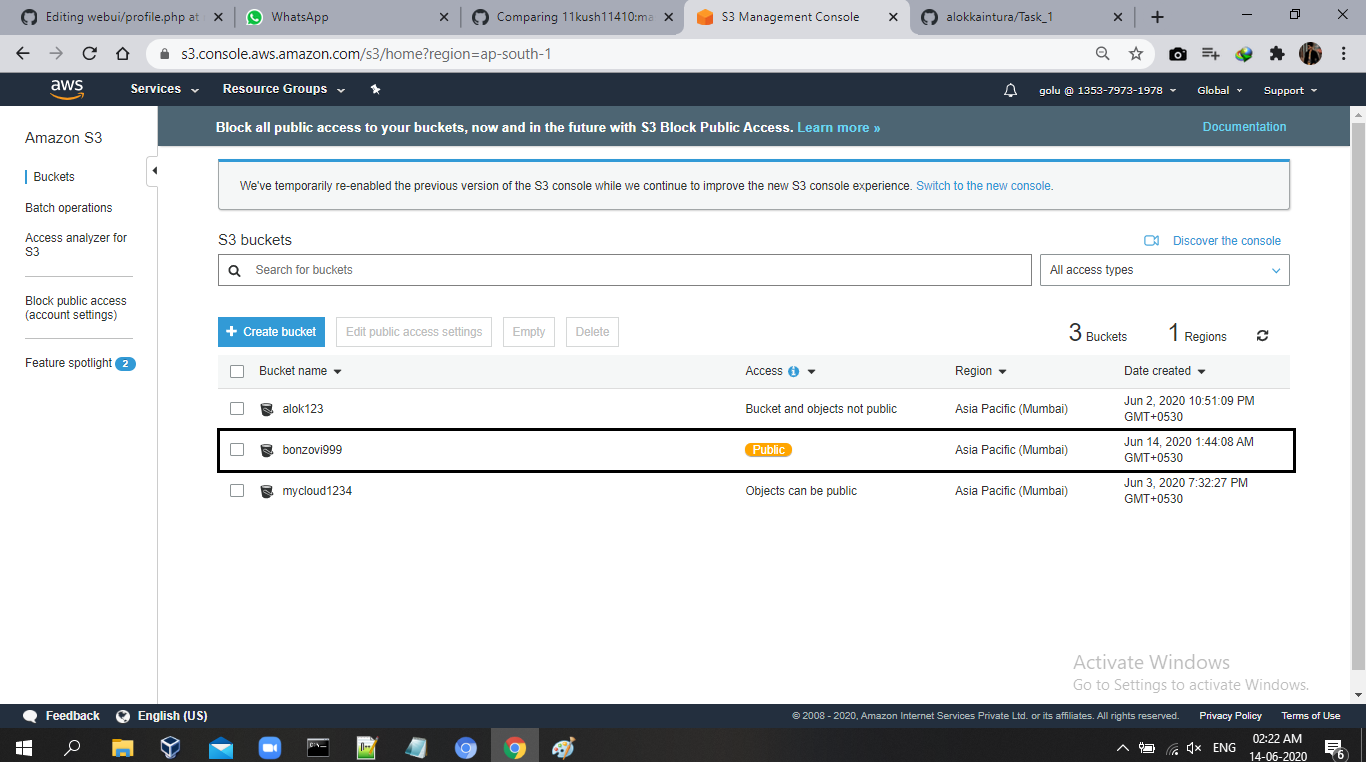 Editing webui/profile.php at
WhatsApp
Comparing 11kush11410:ma
S3 Management Console
alokkaintura/Task_1
s3.console.aws.amazon.com/s3/home?region=ap-south-1
aws
Services
Resource Groups
golu @ 1353-7973-1978
Global
Support
Amazon S3
Buckets
Batch operations
Access analyzer for
S3
Block public access
(account settings)
Feature spotlight 2
Block all public access to your buckets, now and in the future with S3 Block Public Access. Learn more »
Documentation
We've temporarily re-enabled the previous version of the S3 console while we continue to improve the new S3 console experience. Switch to the new console.
S3 buckets
Discover the console
Search for buckets
All access types
+ Create bucket
Edit public access settings
Empty
Delete
3 Buckets
1 Regions
Bucket name
Access
Region
Date created
alok123
Bucket and objects not public
Asia Pacific (Mumbai)
Jun 2, 2020 10:51:09 PM
GMT+0530
bonzovi999
Public
Asia Pacific (Mumbai)
Jun 14, 2020 1:44:08 AM
GMT+0530
mycloud1234
Objects can be public
Asia Pacific (Mumbai)
Jun 3, 2020 7:32:27 PM
GMT+0530
Activate Windows
Go to Settings to activate Windows.
Feedback
English (US)
© 2008 - 2020, Amazon Internet Services Private Ltd. or its affiliates. All rights reserved.
Privacy Policy
Terms of Use
ENG
02:22 AM
14-06-2020
6